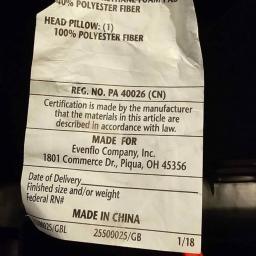 40% POLYESTER FIBER
HEAD PILLOW: (1)
100% POLYESTER FIBER
REG. NO. PA 40026 (CN)
Certification is made by the manufacturer
that the materials in this article are
described in accordance with law.
MADE FOR
Evenflo Company, Inc.
1801 Commerce Dr., Piqua, OH 45356
Date of Delivery
Finished size and/or weight
Federal RN#
MADE IN CHINA
25500025/GB
1/18